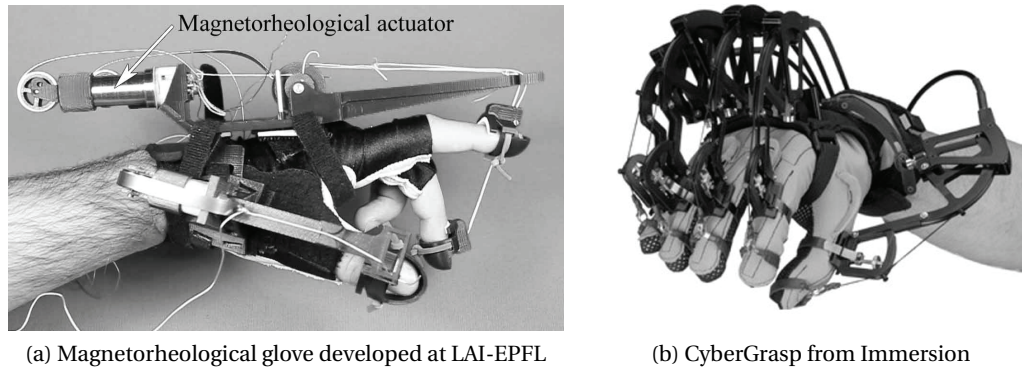 Magnetorheological actuator
(a) Magnetorheological glove developed at LAI-EPFL
(b) CyberGrasp from Immersion